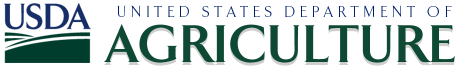 USDA
UNITED STATES DEPARTMENT OF
AGRICULTURE